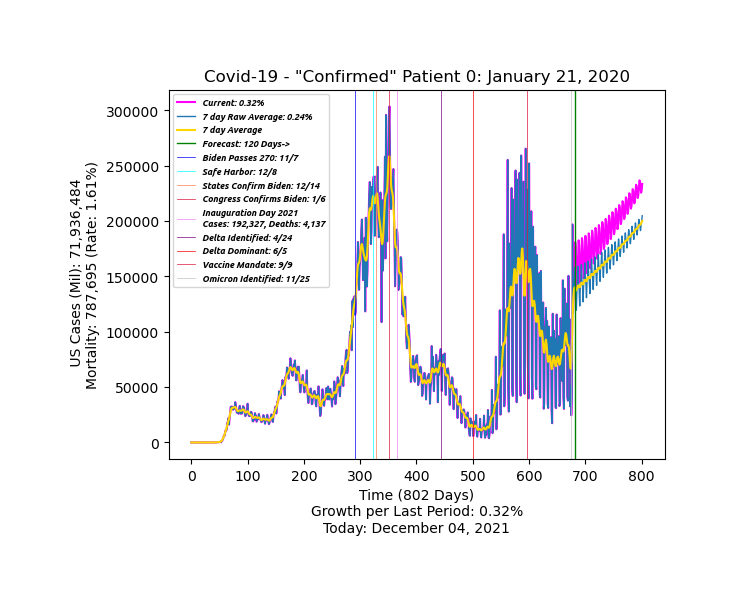 Covid-19 - "Confirmed" Patient 0: January 21, 2020
Current: 0.32%
7 day Raw Average: 0.24%
7 day Average
Forecast: 120 Days->
Biden Passes 270: 11/7
Safe Harbor: 12/8
States Confirm Biden: 12/14
Congress Confirms Biden: 1/6
Inauguration Day 2021
Cases: 192,327, Deaths: 4,137
Delta Identified: 4/24
Delta Dominant: 6/5
Vaccine Mandate: 9/9
Omicron Identified: 11/25
300000
250000
200000
150000
100000
50000
0
US Cases (Mil): 71,936,484
Mortality: 787,695 (Rate: 1.61%)
0 100 200 300 400 500 600 700 800
Time (802 Days)
Growth per Last Period: 0.32%
Today: December 04, 2021